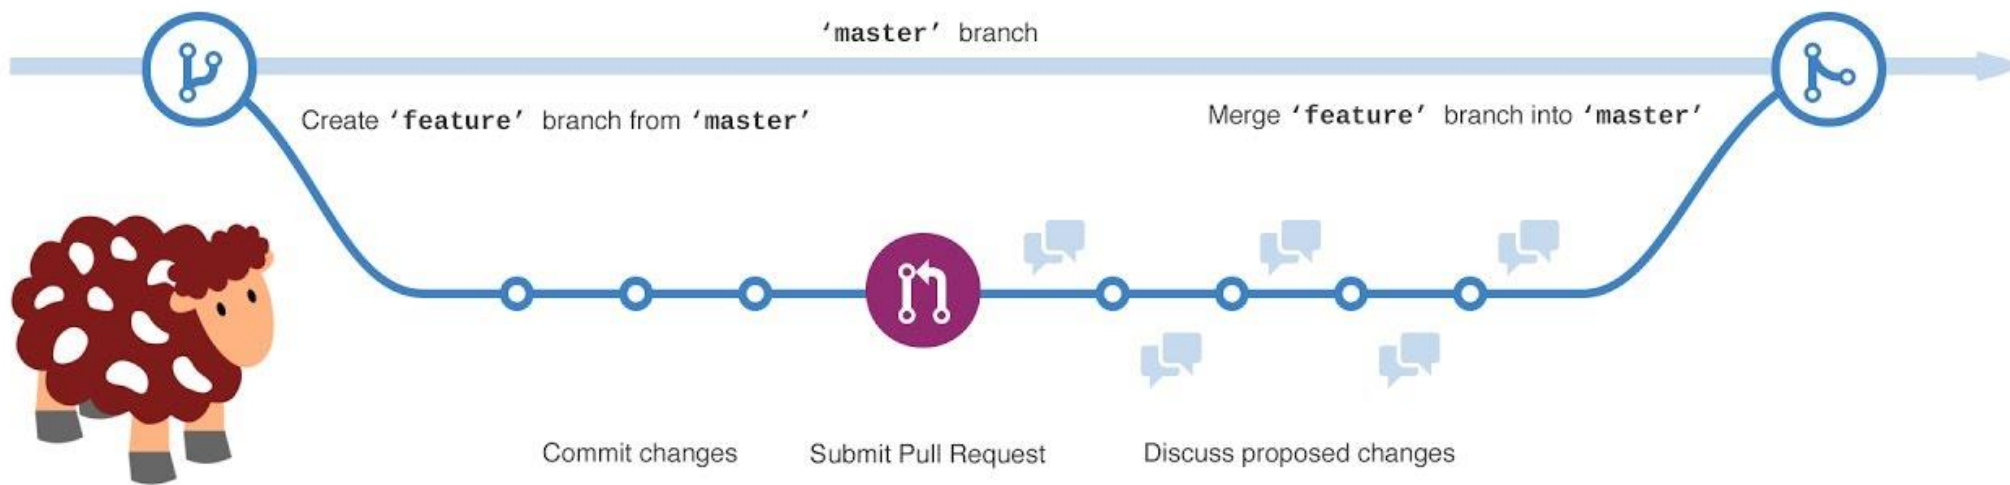 ‘master’ branch
Create ‘feature’ branch from ‘master’
Merge ‘feature’ branch into ‘master’
Commit changes
Submit Pull Request
Discuss proposed changes